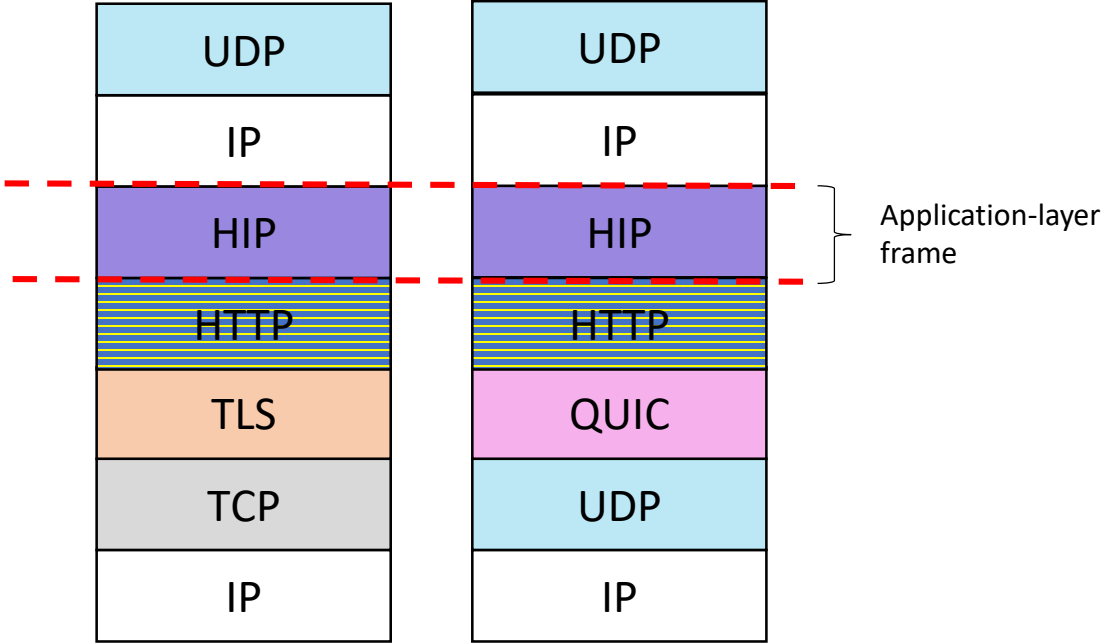 UDP
IP
HIP
HTTP
TLS
TCP
IP
UDP
IP
HIP
HTTP
QUIC
UDP
IP
Application-layer
frame